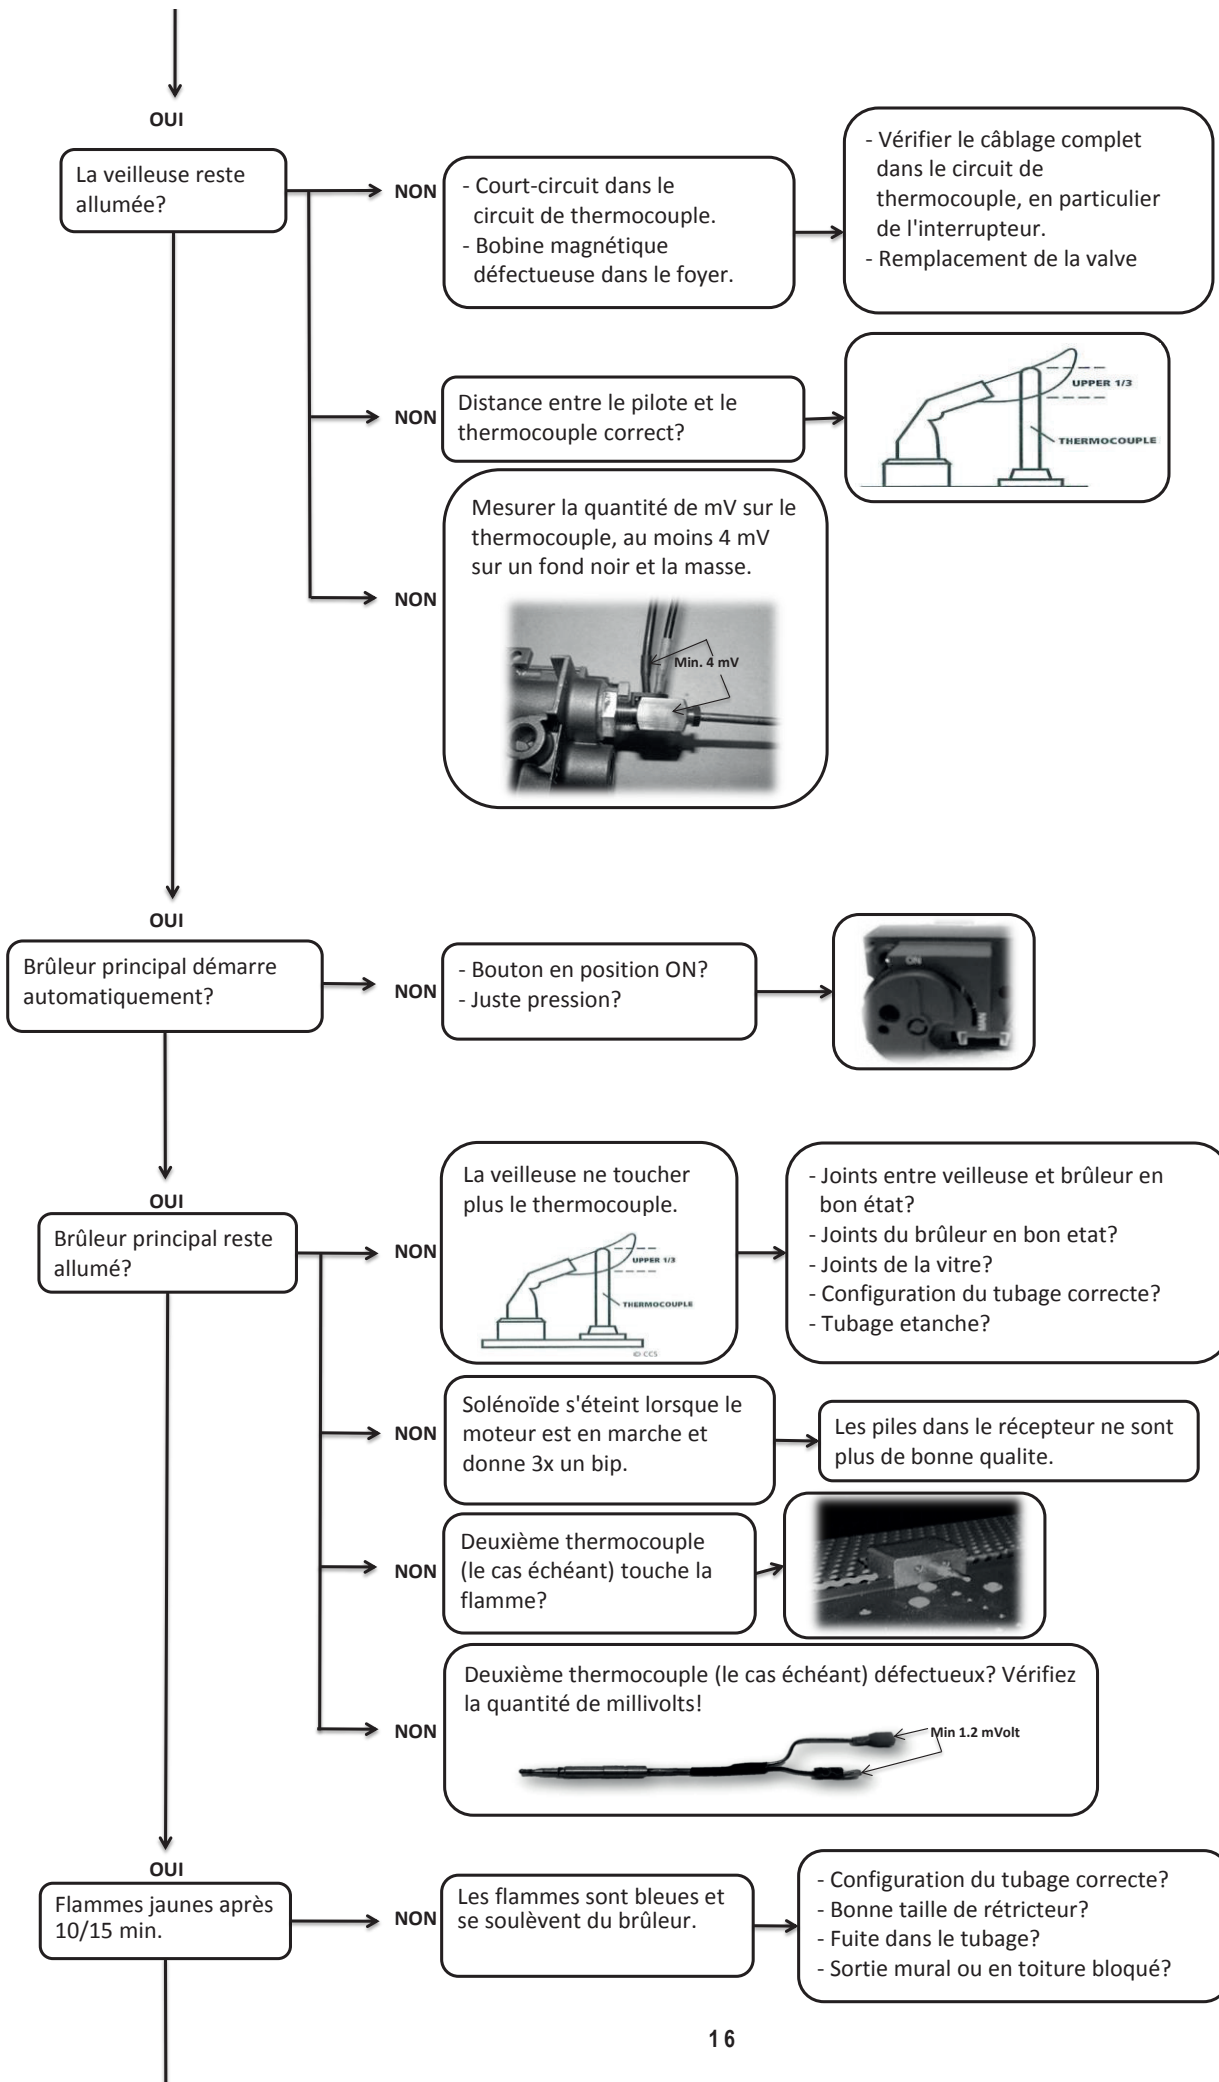 OUI
La veilleuse reste
allumée?
NON
- Court-circuit dans le
circuit de thermocouple.
- Bobine magnétique
défectueuse dans le foyer.
- Vérifier le câblage complet
dans le circuit de
thermocouple, en particulier
de l'interrupteur.
- Remplacement de la valve
NON
Distance entre le pilote et le
thermocouple correct?
UPPER 1/3
THERMOCOUPLE
NON
Mesurer la quantité de mV sur le
thermocouple, au moins 4 mV
sur un fond noir et la masse.
Min. 4 mV
OUI
Brûleur principal démarre
automatiquement?
NON
- Bouton en position ON?
- Juste pression?
ON
MAN
OUI
Brûleur principal reste
allumé?
NON
La veilleuse ne toucher
plus le thermocouple.
UPPER 1/3
THERMOCOUPLE
© CCS
- Joints entre veilleuse et brûleur en
bon état?
- Joints du brûleur en bon etat?
- Joints de la vitre?
- Configuration du tubage correcte?
- Tubage etanche?
NON
Solénoïde s'éteint lorsque le
moteur est en marche et
donne 3x un bip.
Les piles dans le récepteur ne sont
plus de bonne qualite.
NON
Deuxième thermocouple
(le cas échéant) touche la
flamme?
NON
Deuxième thermocouple (le cas échéant) défectueux? Vérifiez
la quantité de millivolts!
Min 1.2 mVolt
OUI
Flammes jaunes après
10/15 min.
NON
Les flammes sont bleues et
se soulèvent du brûleur.
- Configuration du tubage correcte?
- Bonne taille de rétricteur?
- Fuite dans le tubage?
- Sortie mural ou en toiture bloqué?
16